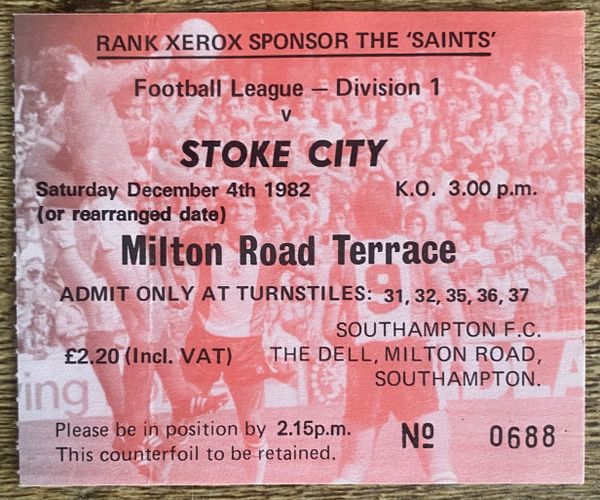 RANK XEROX SPONSOR THE 'SAINTS'
Football League — Division 1
v
STOKE CITY
Saturday December 4th 1982 K.O. 3.00 p.m.
(or rearranged date)
Milton Road Terrace
ADMIT ONLY AT TURNSTILES: 31, 32, 35, 36, 37
SOUTHAMPTON F.C.
£2.20 (Incl. VAT) THE DELL, MILTON ROAD,
SOUTHAMPTON.
Please be in position by 2.15p.m.
This counterfoil to be retained.
Nº 0688
9
ing